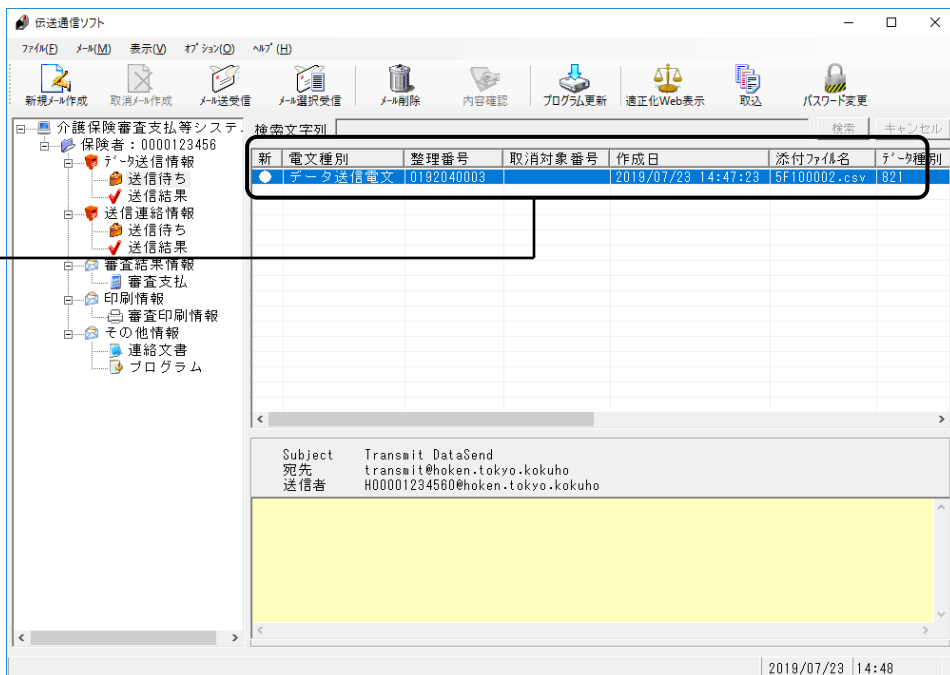 伝送通信ソフト
ﾌｧｲﾙ(F) ﾒｰﾙ(M) 表示(V) ｵﾌﾟｼｮﾝ(O) ﾍﾙﾌﾟ(H)
新規ﾒｰﾙ作成 取消ﾒｰﾙ作成 ﾒｰﾙ送受信 ﾒｰﾙ選択受信 ﾒｰﾙ削除 内容確認 ﾌﾟﾛｸﾞﾗﾑ更新 適正化Web表示 取込 ﾊﾟｽﾜｰﾄﾞ変更
介護保険審査支払等システ.
保険者：0000123456
ﾃﾞｰﾀ送信情報
送信待ち
送信結果
送信連絡情報
送信待ち
送信結果
審査結果情報
審査支払
印刷情報
審査印刷情報
その他情報
連絡文書
プログラム
検索文字列 検索 キャンセル
新 電文種別 整理番号 取消対象番号 作成日 添付ﾌｧｲﾙ名 ﾃﾞｰﾀ種別
データ送信電文 0192040003 2019/07/23 14:47:23 5F100002.csv 821
Subject Transmit DataSend
宛先 transmit@hoken.tokyo.kokuho
送信者 H00001234560@hoken.tokyo.kokuho
2019/07/23 14:48